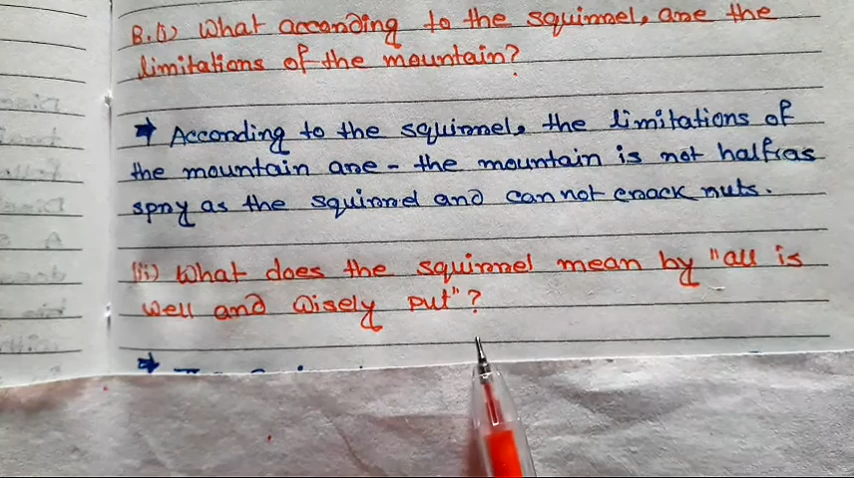 B.(i) What according to the squirrel, are the
limitations of the mountain?
→ According to the squirrel, the limitations of
the mountain are - the mountain is not half as
spry as the squirrel and cannot crack nuts.
(ii) What does the squirrel mean by "all is
well and wisely put"?
→